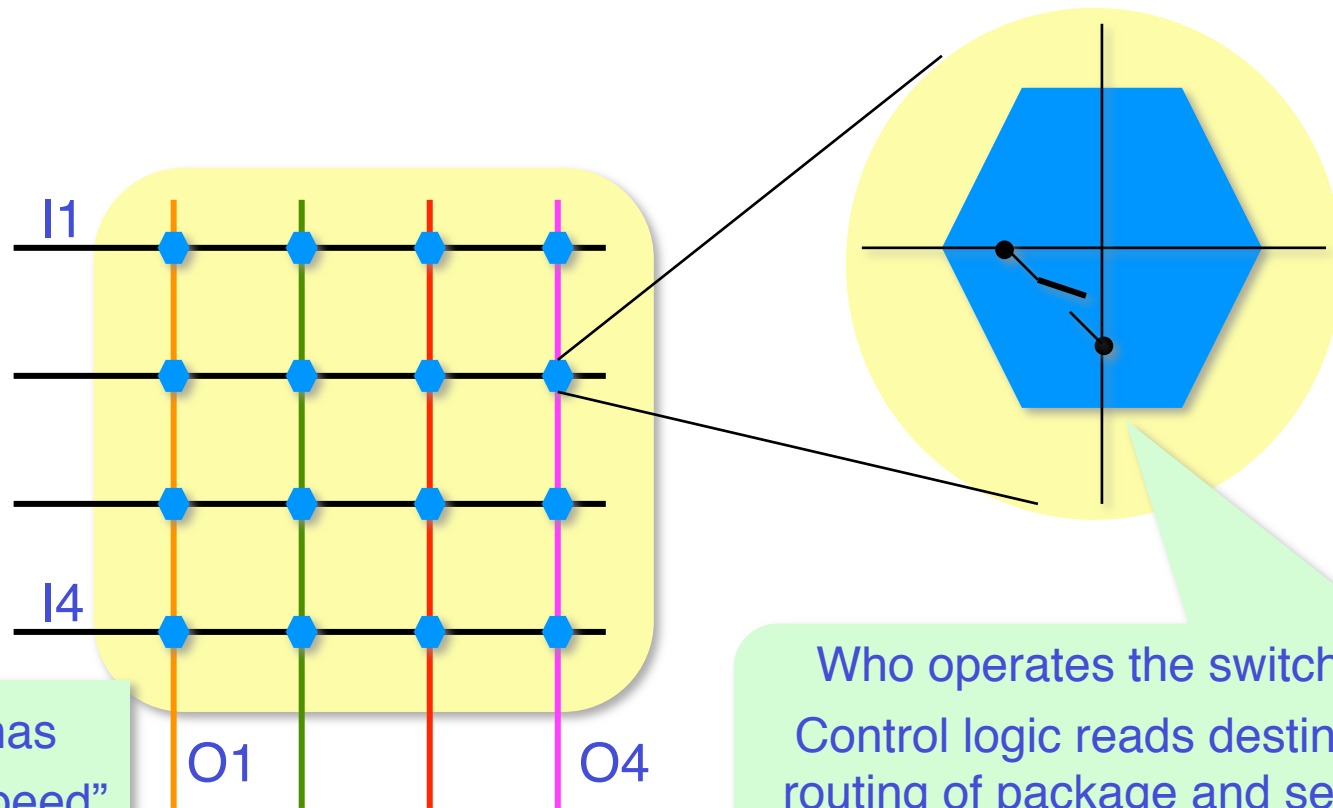 I1
I4
O1
O4
has
peed”
Who operates the switch
Control logic reads destin
routing of package and se